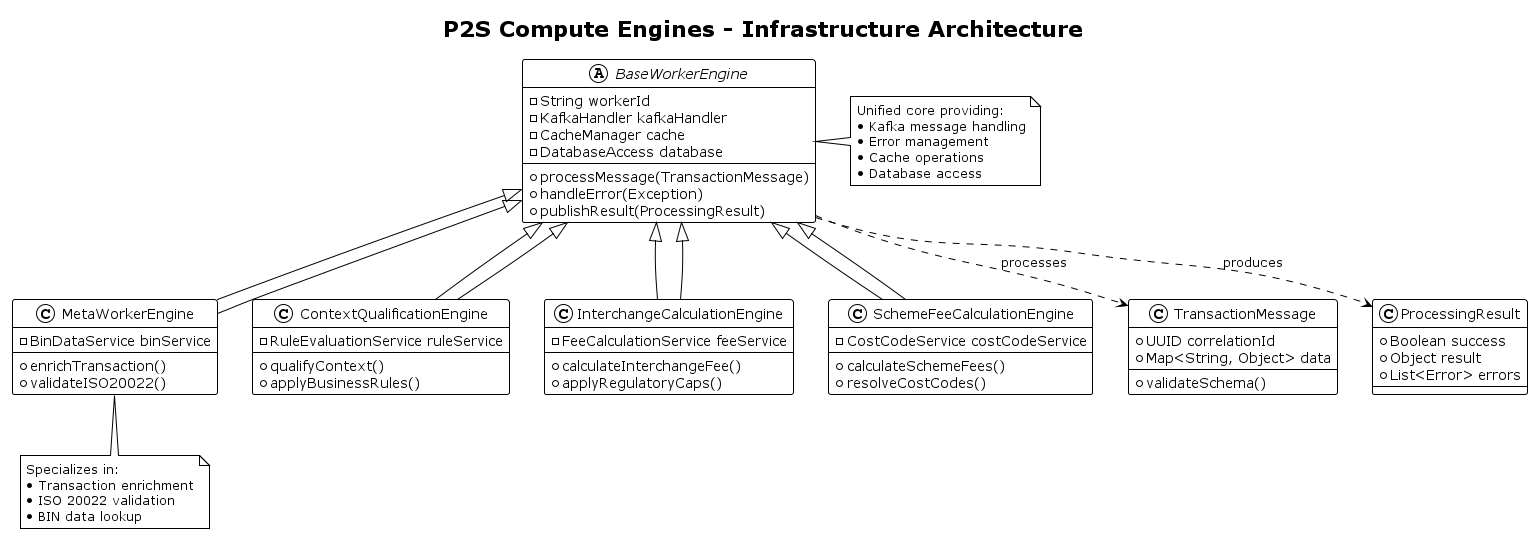 P2S Compute Engines - Infrastructure Architecture
A BaseWorkerEngine
String workerId
KafkaHandler kafkaHandler
CacheManager cache
DatabaseAccess database
processMessage(TransactionMessage)
handleError(Exception)
publishResult(ProcessingResult)
Unified core providing:
• Kafka message handling
• Error management
• Cache operations
• Database access
processes
produces
C MetaWorkerEngine
BinDataService binService
enrichTransaction()
validateISO20022()
C ContextQualificationEngine
RuleEvaluationService ruleService
qualifyContext()
applyBusinessRules()
C InterchangeCalculationEngine
FeeCalculationService feeService
calculateInterchangeFee()
applyRegulatoryCaps()
C SchemeFeeCalculationEngine
CostCodeService costCodeService
calculateSchemeFees()
resolveCostCodes()
C TransactionMessage
UUID correlationId
Map<String, Object> data
validateSchema()
C ProcessingResult
Boolean success
Object result
List<Error> errors
Specializes in:
• Transaction enrichment
• ISO 20022 validation
• BIN data lookup